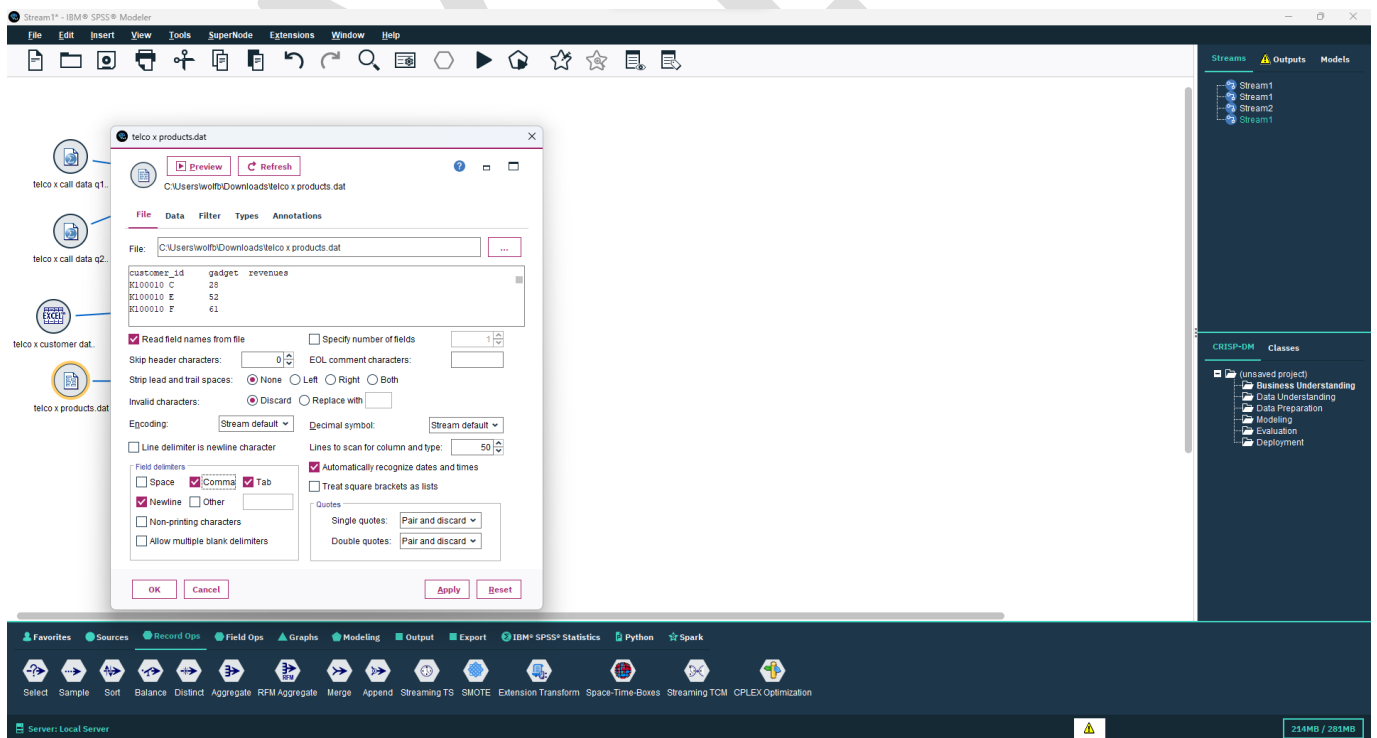 Stream1* - IBM® SPSS® Modeler
File Edit Insert View Tools SuperNode Extensions Window Help
Streams Outputs Models
Stream1
Stream1
Stream2
Stream1
telco x call data q1..
telco x call data q2..
EXCEL
telco x customer dat..
telco x products.dat
telco x products.dat
Preview Refresh
?
C:\Users\wolfb\Downloads\telco x products.dat
File Data Filter Types Annotations
File: C:\Users\wolfb\Downloads\telco x products.dat ...
customer_id gadget revenues
K100010 C 28
K100010 E 52
K100010 F 61
Read field names from file Specify number of fields 1
Skip header characters: 0 EOL comment characters:
Strip lead and trail spaces: None Left Right Both
Invalid characters: Discard Replace with
Encoding: Stream default Decimal symbol: Stream default
Line delimiter is newline character Lines to scan for column and type: 50
Field delimiters
Space Comma Tab
Newline Other
Non-printing characters
Allow multiple blank delimiters
Automatically recognize dates and times
Treat square brackets as lists
Quotes
Single quotes: Pair and discard
Double quotes: Pair and discard
OK Cancel Apply Reset
CRISP-DM Classes
(unsaved project)
Business Understanding
Data Understanding
Data Preparation
Modeling
Evaluation
Deployment
Favorites Sources Record Ops Field Ops Graphs Modeling Output Export IBM® SPSS® Statistics Python Spark
RFM
Select Sample Sort Balance Distinct Aggregate RFM Aggregate Merge Append Streaming TS SMOTE Extension Transform Space-Time-Boxes Streaming TCM CPLEX Optimization
Server: Local Server 214MB / 281MB